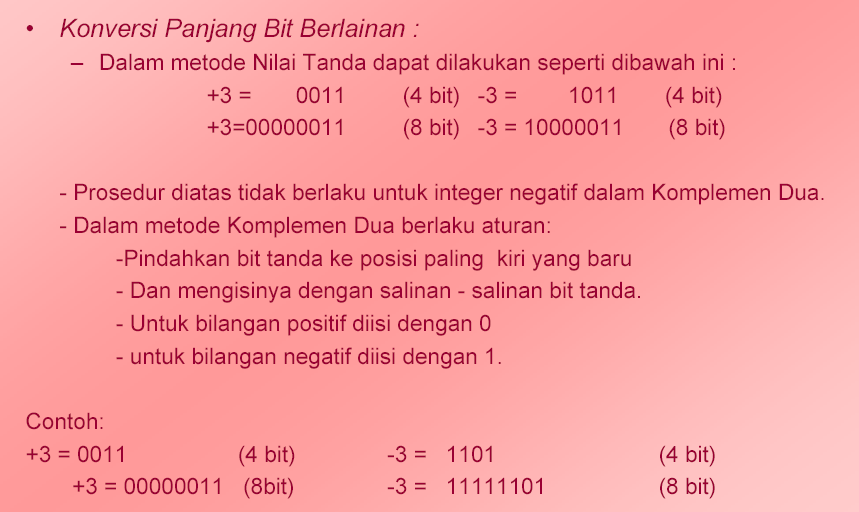 • Konversi Panjang Bit Berlainan :
– Dalam metode Nilai Tanda dapat dilakukan seperti dibawah ini :
+3 = 0011 (4 bit) -3 = 1011 (4 bit)
+3=00000011 (8 bit) -3 = 10000011 (8 bit)
- Prosedur diatas tidak berlaku untuk integer negatif dalam Komplemen Dua.
- Dalam metode Komplemen Dua berlaku aturan:
-Pindahkan bit tanda ke posisi paling kiri yang baru
- Dan mengisinya dengan salinan - salinan bit tanda.
- Untuk bilangan positif diisi dengan 0
- untuk bilangan negatif diisi dengan 1.
Contoh:
+3 = 0011 (4 bit) -3 = 1101 (4 bit)
+3 = 00000011 (8bit) -3 = 11111101 (8 bit)